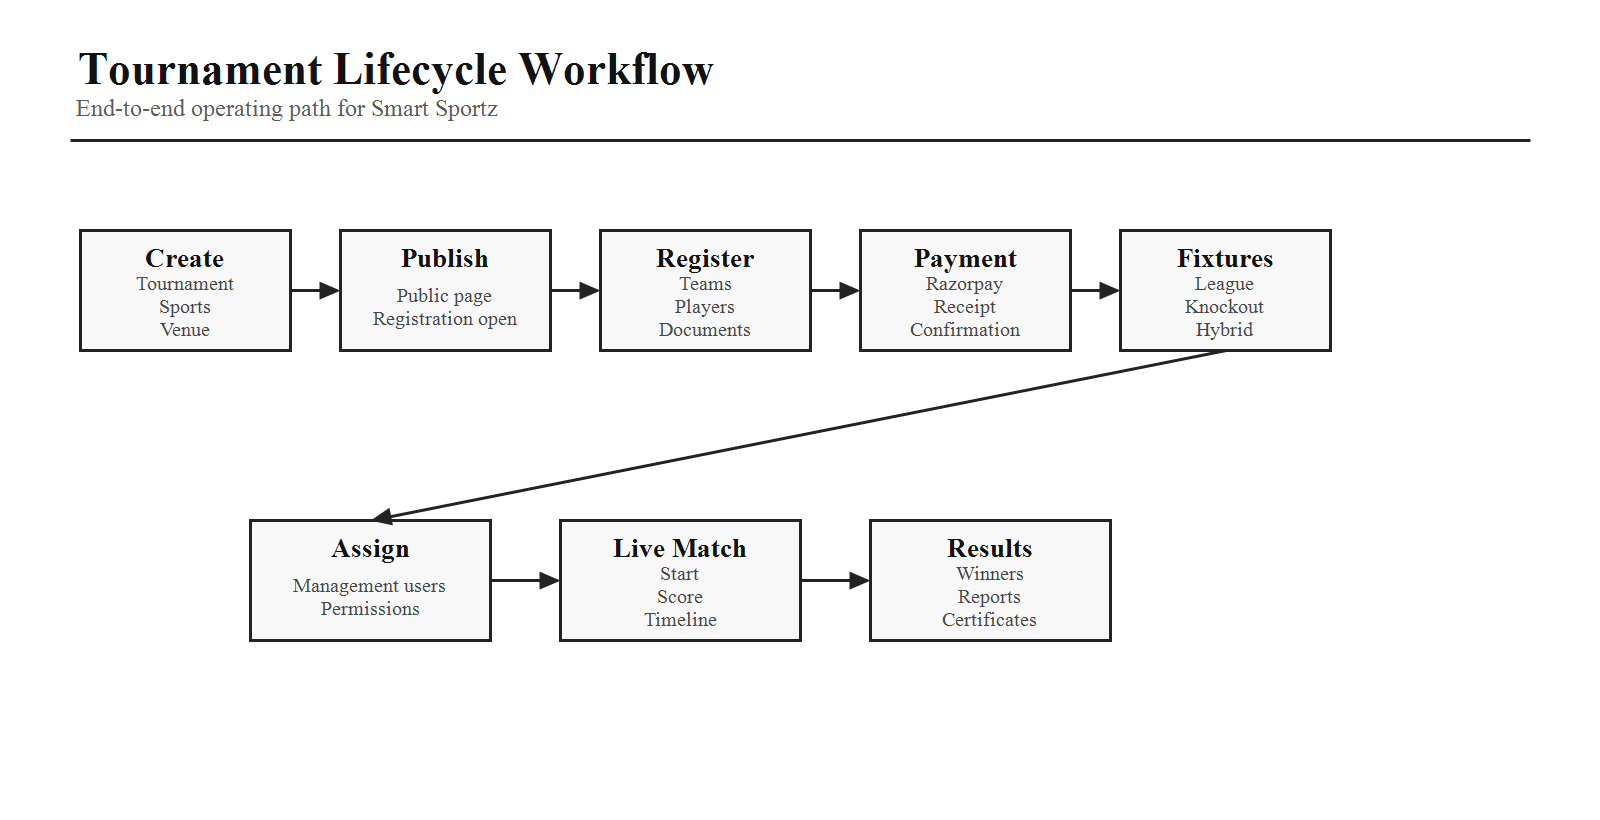 Tournament Lifecycle Workflow
End-to-end operating path for Smart Sportz
Create
Tournament
Sports
Venue
Publish
Public page
Registration open
Register
Teams
Players
Documents
Payment
Razorpay
Receipt
Confirmation
Fixtures
League
Knockout
Hybrid
Assign
Management users
Permissions
Live Match
Start
Score
Timeline
Results
Winners
Reports
Certificates